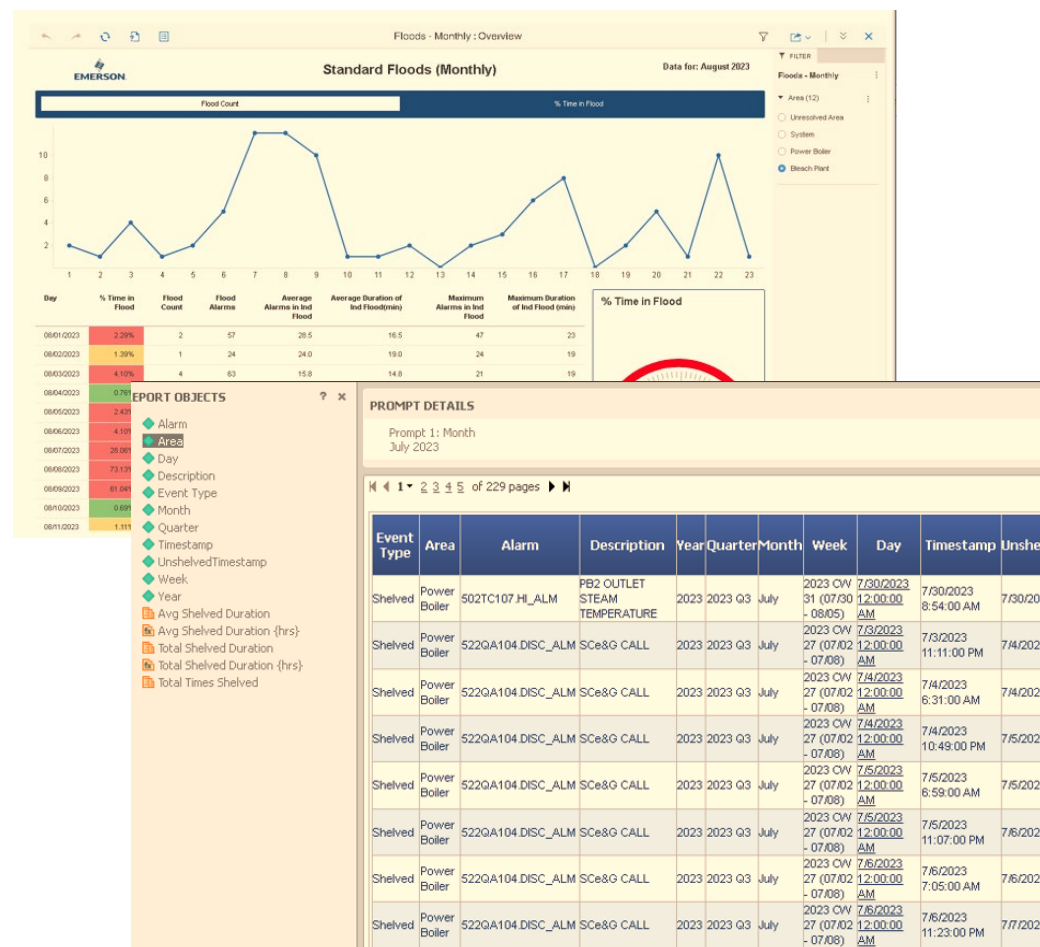 Floods - Monthly : Overview
EMERSON.
Standard Floods (Monthly)
Data for: August 2023
FILTER
Floods - Monthly
Area (12)
Unresolved Area
System
Power Boiler
Bleach Plant
Flood Count
% Time in Flood
10
8
6
4
2
1 2 3 4 5 6 7 8 9 10 11 12 13 14 15 16 17 18 19 20 21 22 23
Day % Time in Flood Flood Count Flood Alarms Average Alarms in Ind Flood Average Duration of Ind Flood(min) Maximum Alarms in Ind Flood Maximum Duration of Ind Flood (min)
% Time in Flood
08/01/2023 2.29% 2 57 28.5 16.5 47 23
08/02/2023 1.39% 1 24 24.0 19.0 24 19
08/03/2023 4.10% 4 63 15.8 14.8 21 19
08/04/2023
08/05/2023
08/06/2023
08/07/2023
08/08/2023
08/09/2023
08/10/2023
08/11/2023
EPORT OBJECTS ?
Alarm
Area
Day
Description
Event Type
Month
Quarter
Timestamp
UnshelvedTimestamp
Week
Year
Avg Shelved Duration
Avg Shelved Duration {hrs}
Total Shelved Duration
Total Shelved Duration {hrs}
Total Times Shelved
PROMPT DETAILS
Prompt 1: Month
July 2023
1 2 3 4 5 of 229 pages
Event Type Area Alarm Description Year Quarter Month Week Day Timestamp Unshe
Shelved Power Boiler 502TC107.HI_ALM PB2 OUTLET STEAM TEMPERATURE 2023 2023 Q3 July 2023 CW 31 (07/30 - 08/05) 7/30/2023 12:00:00 AM 7/30/2023 8:54:00 AM 7/30/20
Shelved Power Boiler 522QA104.DISC_ALM SCe&G CALL 2023 2023 Q3 July 2023 CW 27 (07/02 - 07/08) 7/3/2023 12:00:00 AM 7/3/2023 11:11:00 PM 7/4/202
Shelved Power Boiler 522QA104.DISC_ALM SCe&G CALL 2023 2023 Q3 July 2023 CW 27 (07/02 - 07/08) 7/4/2023 12:00:00 AM 7/4/2023 6:31:00 AM 7/4/202
Shelved Power Boiler 522QA104.DISC_ALM SCe&G CALL 2023 2023 Q3 July 2023 CW 27 (07/02 - 07/08) 7/4/2023 12:00:00 AM 7/4/2023 10:49:00 PM 7/5/202
Shelved Power Boiler 522QA104.DISC_ALM SCe&G CALL 2023 2023 Q3 July 2023 CW 27 (07/02 - 07/08) 7/5/2023 12:00:00 AM 7/5/2023 6:59:00 AM 7/5/202
Shelved Power Boiler 522QA104.DISC_ALM SCe&G CALL 2023 2023 Q3 July 2023 CW 27 (07/02 - 07/08) 7/5/2023 12:00:00 AM 7/5/2023 11:07:00 PM 7/6/202
Shelved Power Boiler 522QA104.DISC_ALM SCe&G CALL 2023 2023 Q3 July 2023 CW 27 (07/02 - 07/08) 7/6/2023 12:00:00 AM 7/6/2023 7:05:00 AM 7/6/202
Shelved Power Boiler 522QA104.DISC_ALM SCe&G CALL 2023 2023 Q3 July 2023 CW 27 (07/02 - 07/08) 7/6/2023 12:00:00 AM 7/6/2023 11:23:00 PM 7/7/202